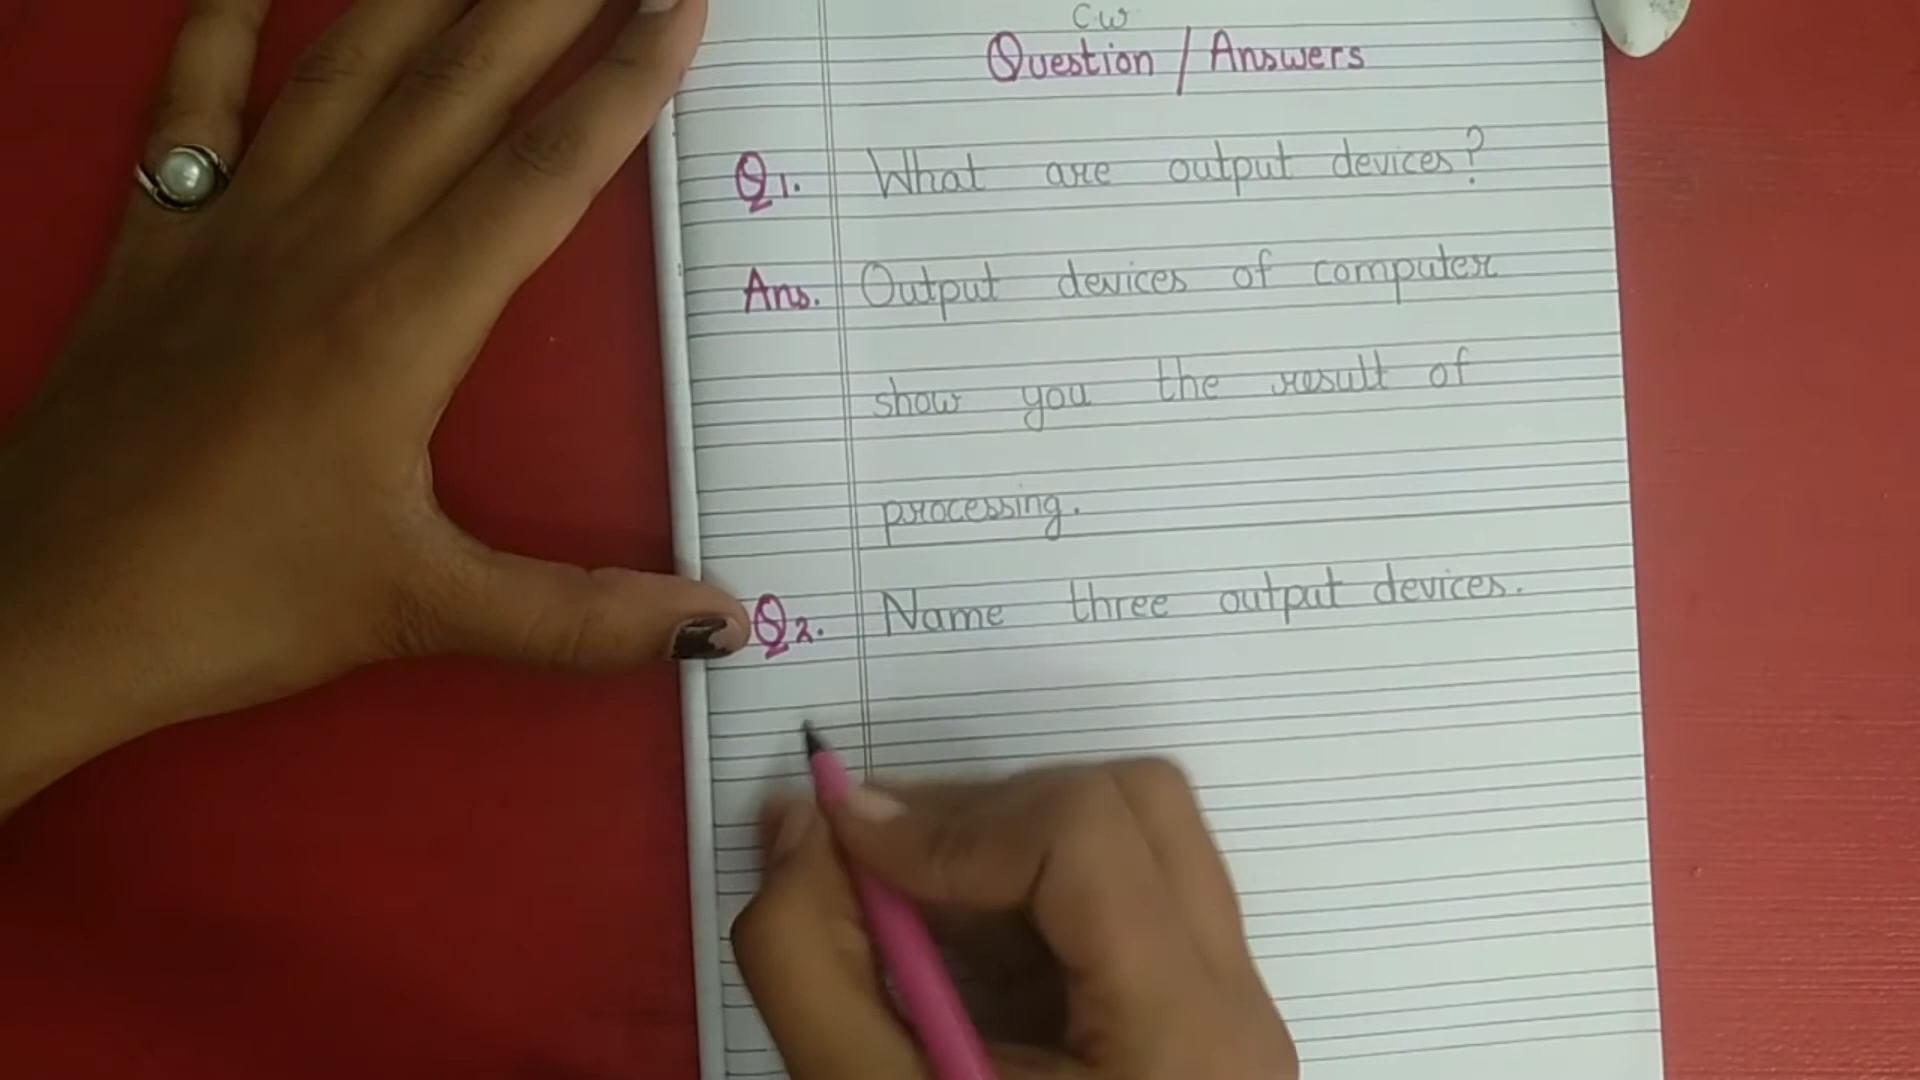 CW
Question / Answers
Q1. What are output devices?
Ans. Output devices of computer
show you the result of
processing.
Q2. Name three output devices.